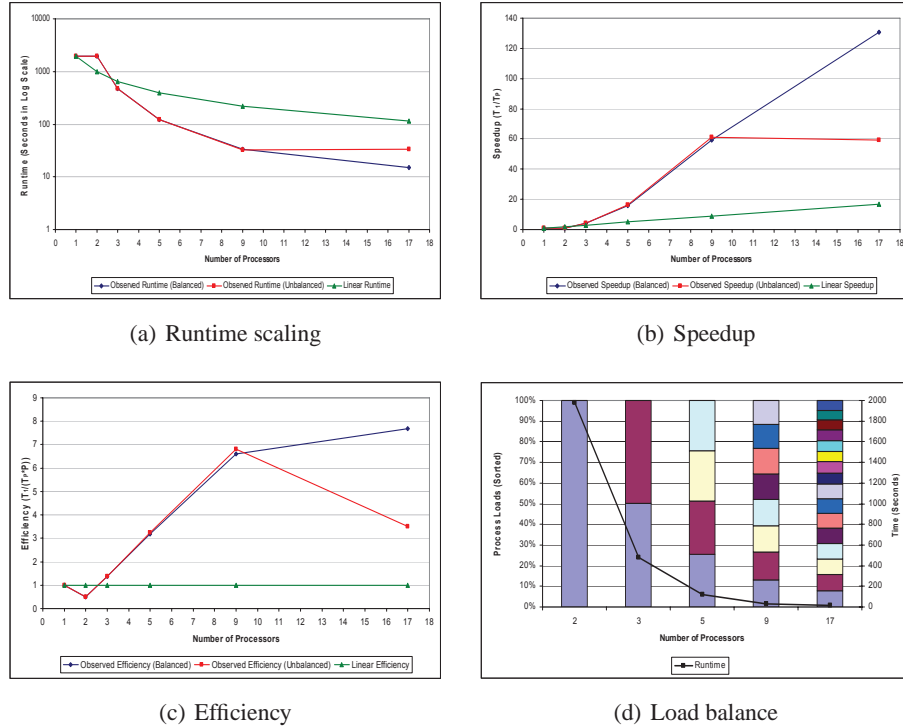 10000
1000
100
10
1
Runtime (Seconds in Log Scale)
0 1 2 3 4 5 6 7 8 9 10 11 12 13 14 15 16 17 18
Number of Processors
Observed Runtime (Balanced) Observed Runtime (Unbalanced) Linear Runtime
(a) Runtime scaling
140
120
100
80
60
40
20
0
Speedup (T1/TP)
0 1 2 3 4 5 6 7 8 9 10 11 12 13 14 15 16 17 18
Number of Processors
Observed Speedup (Balanced) Observed Speedup (Unbalanced) Linear Speedup
(b) Speedup
9
8
7
6
5
4
3
2
1
0
Efficiency (T1/(TP*P))
0 1 2 3 4 5 6 7 8 9 10 11 12 13 14 15 16 17 18
Number of Processors
Observed Efficiency (Balanced) Observed Efficiency (Unbalanced) Linear Efficiency
(c) Efficiency
100%
90%
80%
70%
60%
50%
40%
30%
20%
10%
0%
Process Loads (Sorted)
2000
1800
1600
1400
1200
1000
800
600
400
200
0
Time (Seconds)
2 3 5 9 17
Number of Processors
Runtime
(d) Load balance